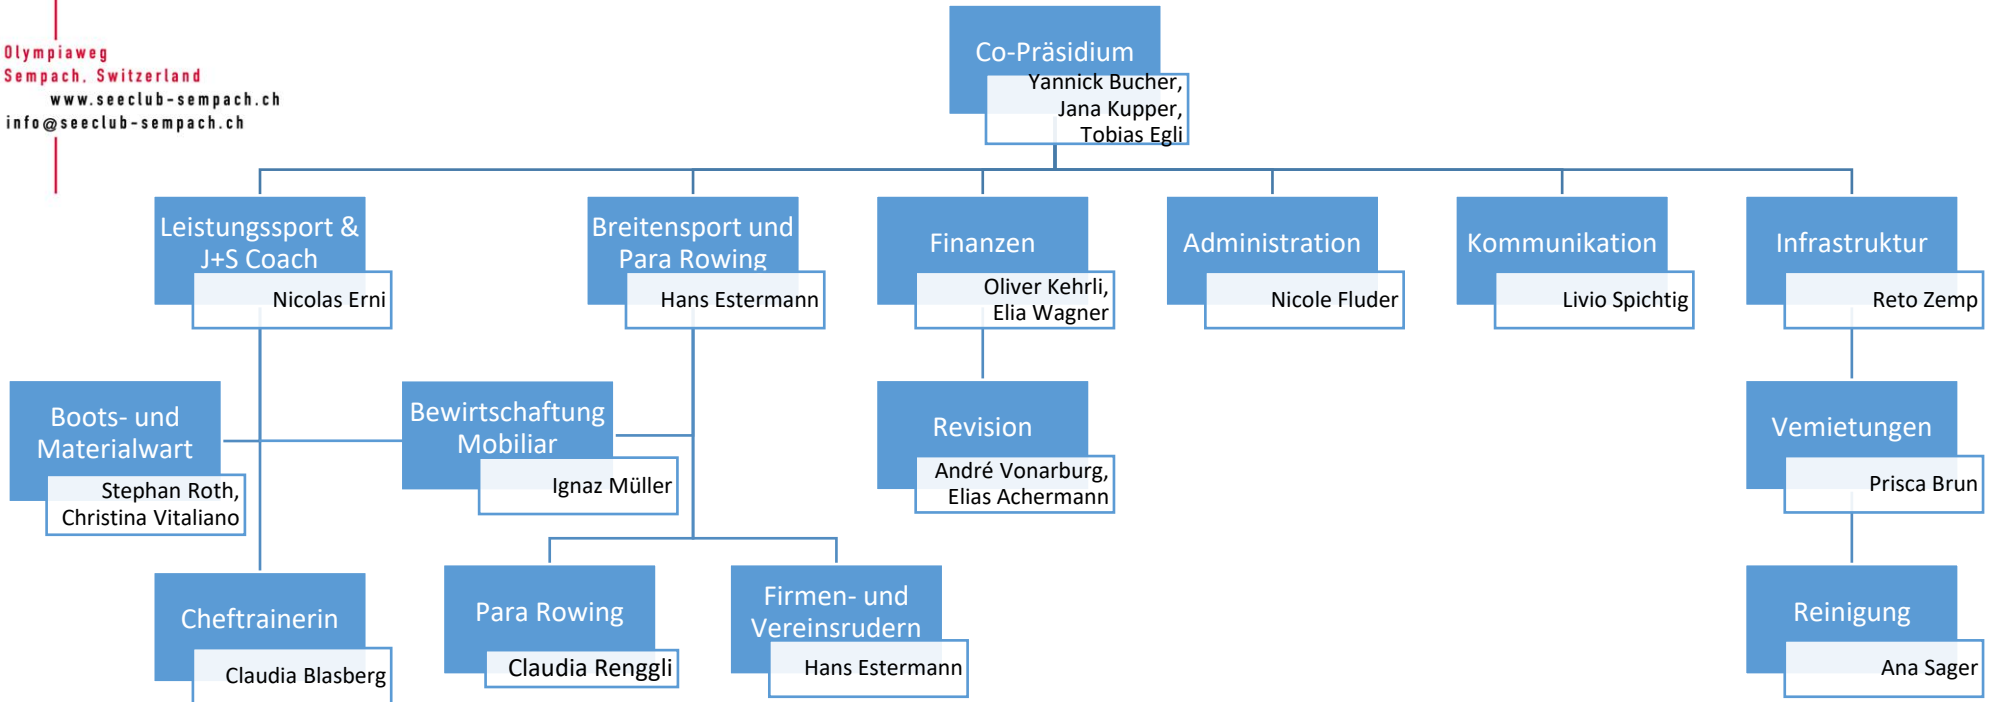 Olympiaweg
Sempach, Switzerland
www.seeclub-sempach.ch
info@seeclub-sempach.ch
Co-Präsidium
Yannick Bucher,
Jana Kupper,
Tobias Egli
Leistungssport &
J+S Coach
Nicolas Erni
Breitensport und
Para Rowing
Hans Estermann
Finanzen
Oliver Kehrli,
Elia Wagner
Administration
Nicole Fluder
Kommunikation
Livio Spichtig
Infrastruktur
Reto Zemp
Boots- und
Materialwart
Stephan Roth,
Christina Vitaliano
Bewirtschaftung
Mobiliar
Ignaz Müller
Revision
André Vonarburg,
Elias Achermann
Vemietungen
Prisca Brun
Cheftrainerin
Claudia Blasberg
Para Rowing
Claudia Renggli
Firmen- und
Vereinsrudern
Hans Estermann
Reinigung
Ana Sager